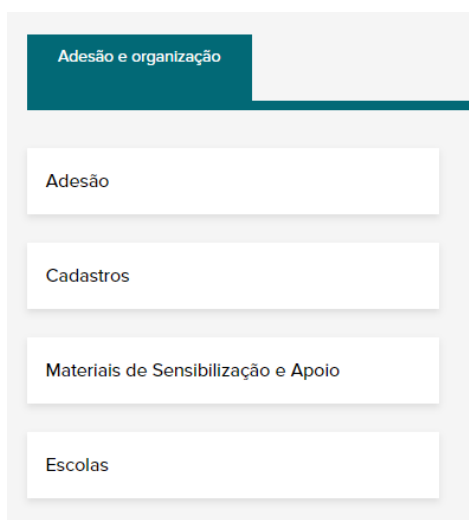 Adesão e organização
Adesão
Cadastros
Materiais de Sensibilização e Apoio
Escolas